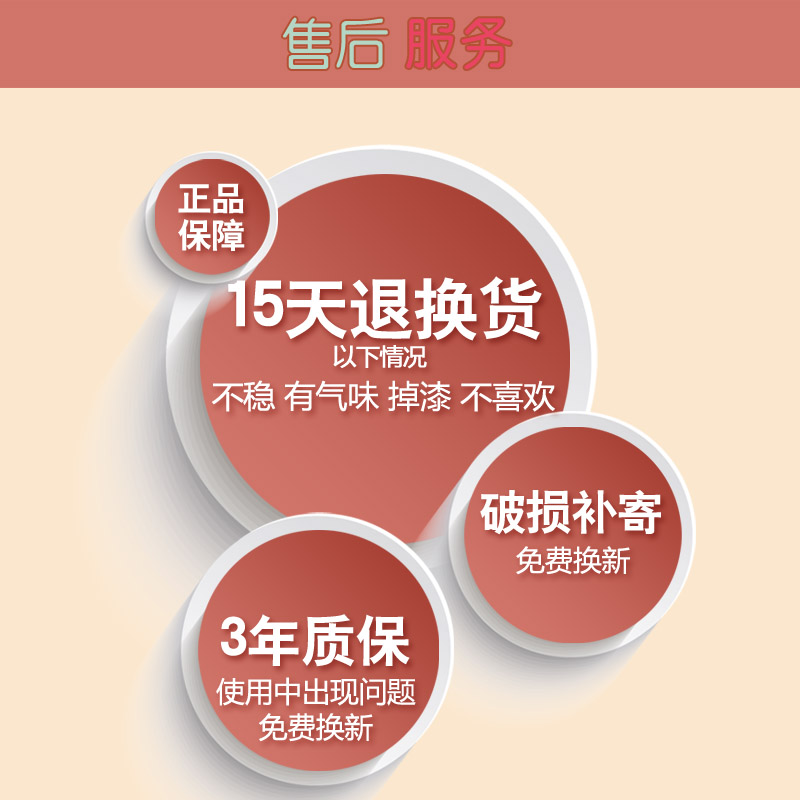 售后 服务
正品
保障
15天退换货
以下情况
不稳 有气味 掉漆 不喜欢
破损补寄
免费换新
3年质保
使用中出现问题
免费换新